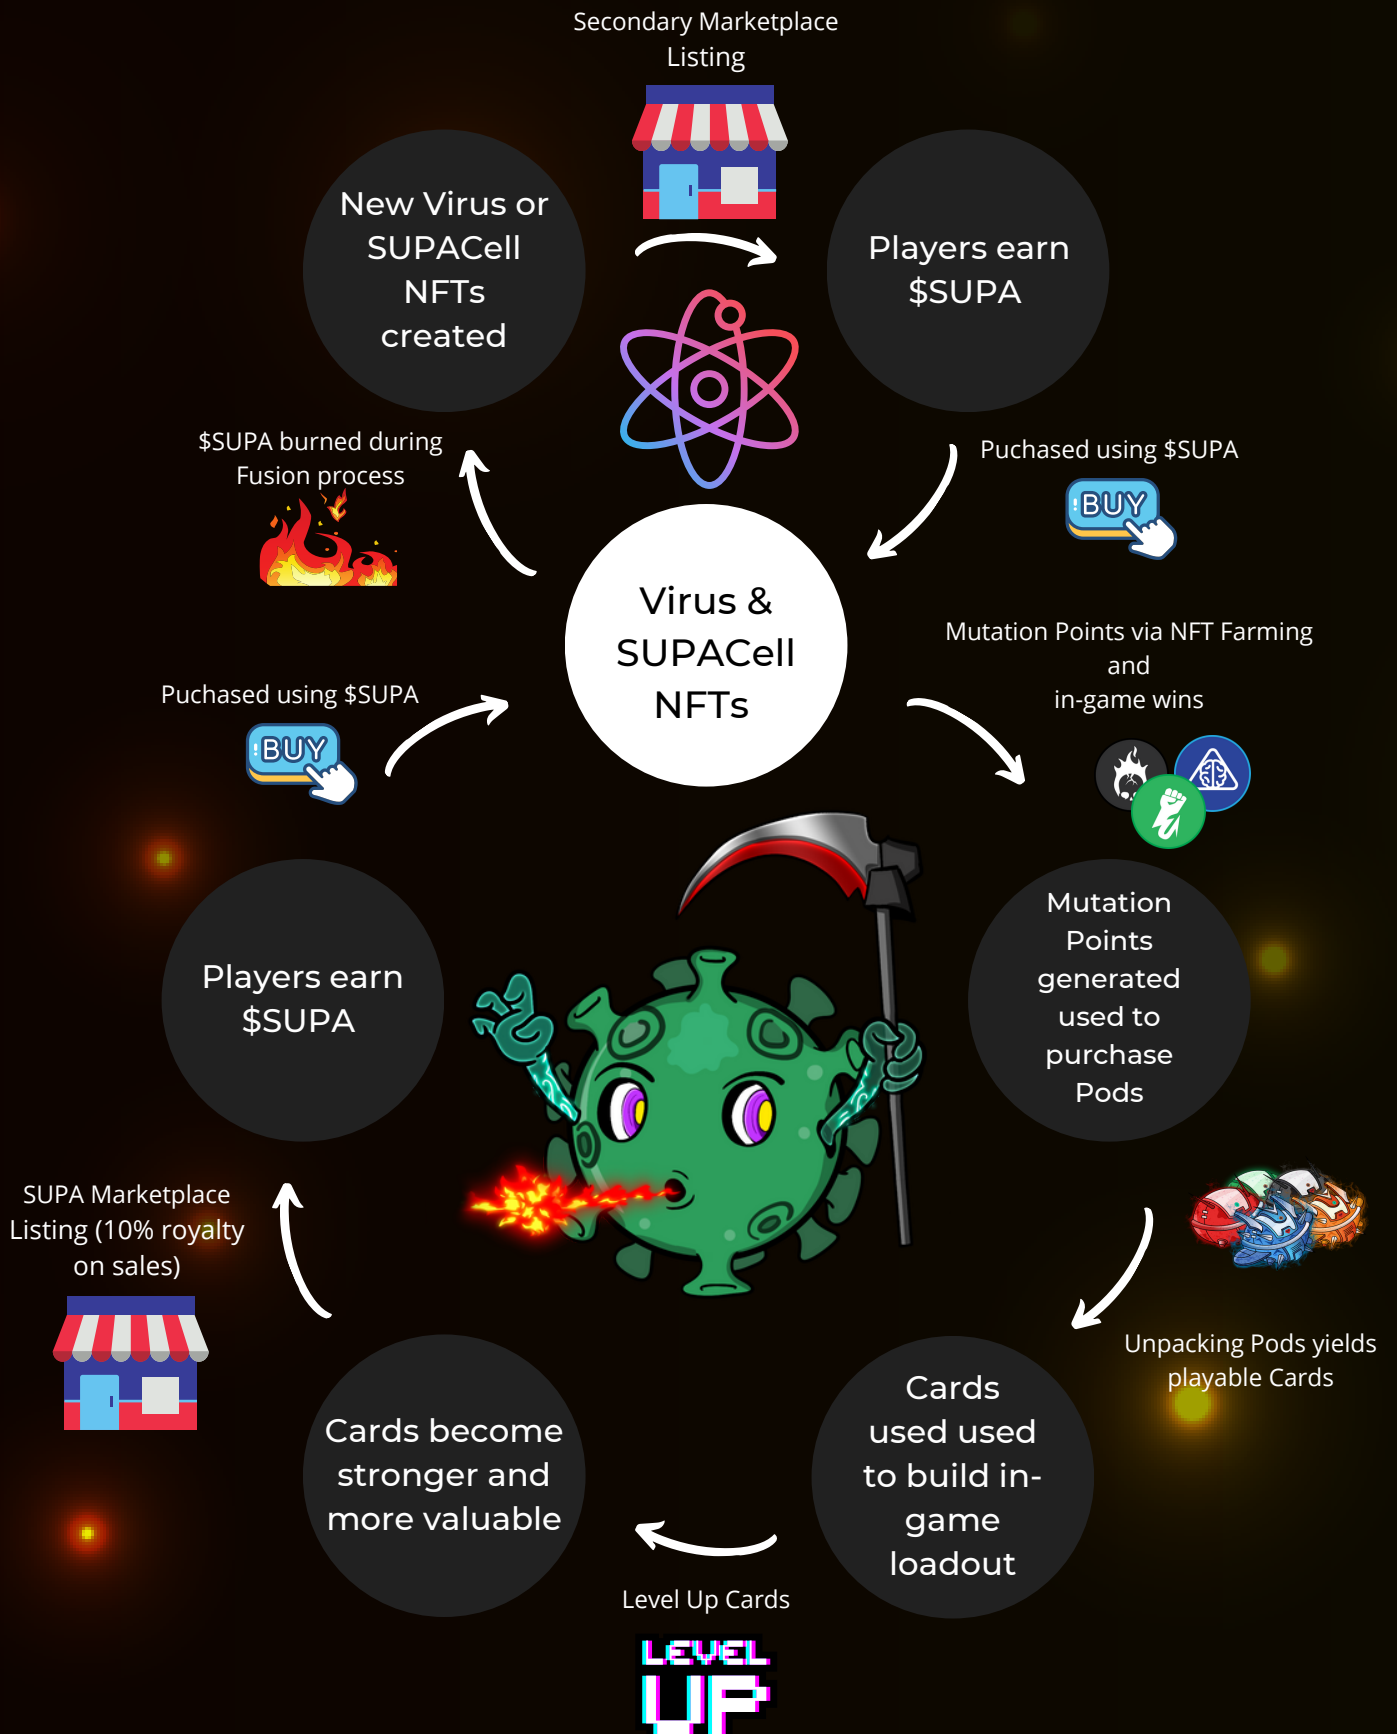 Secondary Marketplace
Listing
New Virus or
SUPACell
NFTs
created
Players earn
$SUPA
$SUPA burned during
Fusion process
Puchased using $SUPA
BUY
Virus &
SUPACell
NFTs
Mutation Points via NFT Farming
and
in-game wins
Puchased using $SUPA
BUY
Players earn
$SUPA
Mutation
Points
generated
used to
purchase
Pods
SUPA Marketplace
Listing (10% royalty
on sales)
Unpacking Pods yields
playable Cards
Cards become
stronger and
more valuable
Cards
used used
to build in-
game
loadout
Level Up Cards
LEVEL
UP